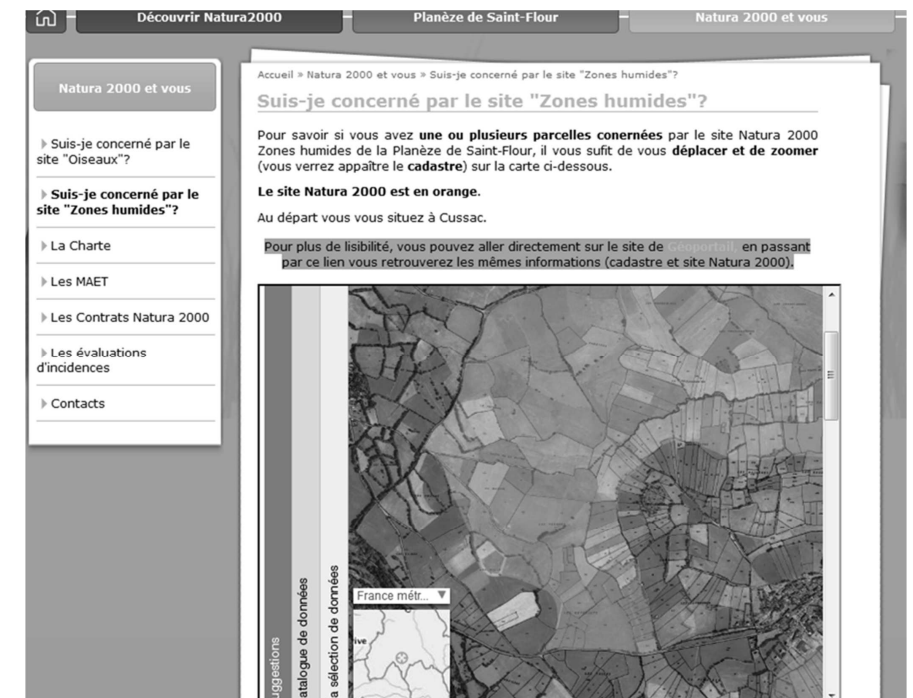 Découvrir Natura2000
Planèze de Saint-Flour
Natura 2000 et vous
Natura 2000 et vous
Suis-je concerné par le
site "Oiseaux"?
Suis-je concerné par le
site "Zones humides"?
La Charte
Les MAET
Les Contrats Natura 2000
Les évaluations
d'incidences
Contacts
Accueil » Natura 2000 et vous » Suis-je concerné par le site "Zones humides"?
Suis-je concerné par le site "Zones humides"?
Pour savoir si vous avez une ou plusieurs parcelles conernées par le site Natura 2000
Zones humides de la Planèze de Saint-Flour, il vous sufit de vous déplacer et de zoomer
(vous verrez appaître le cadastre) sur la carte ci-dessous.
Le site Natura 2000 est en orange.
Au départ vous vous situez à Cussac.
Pour plus de lisibilité, vous pouvez aller directement sur le site de Géoportail, en passant
par ce lien vous retrouverez les mêmes informations (cadastre et site Natura 2000).
uggestions
atalogue de données
a sélection de données
France métr...
ive